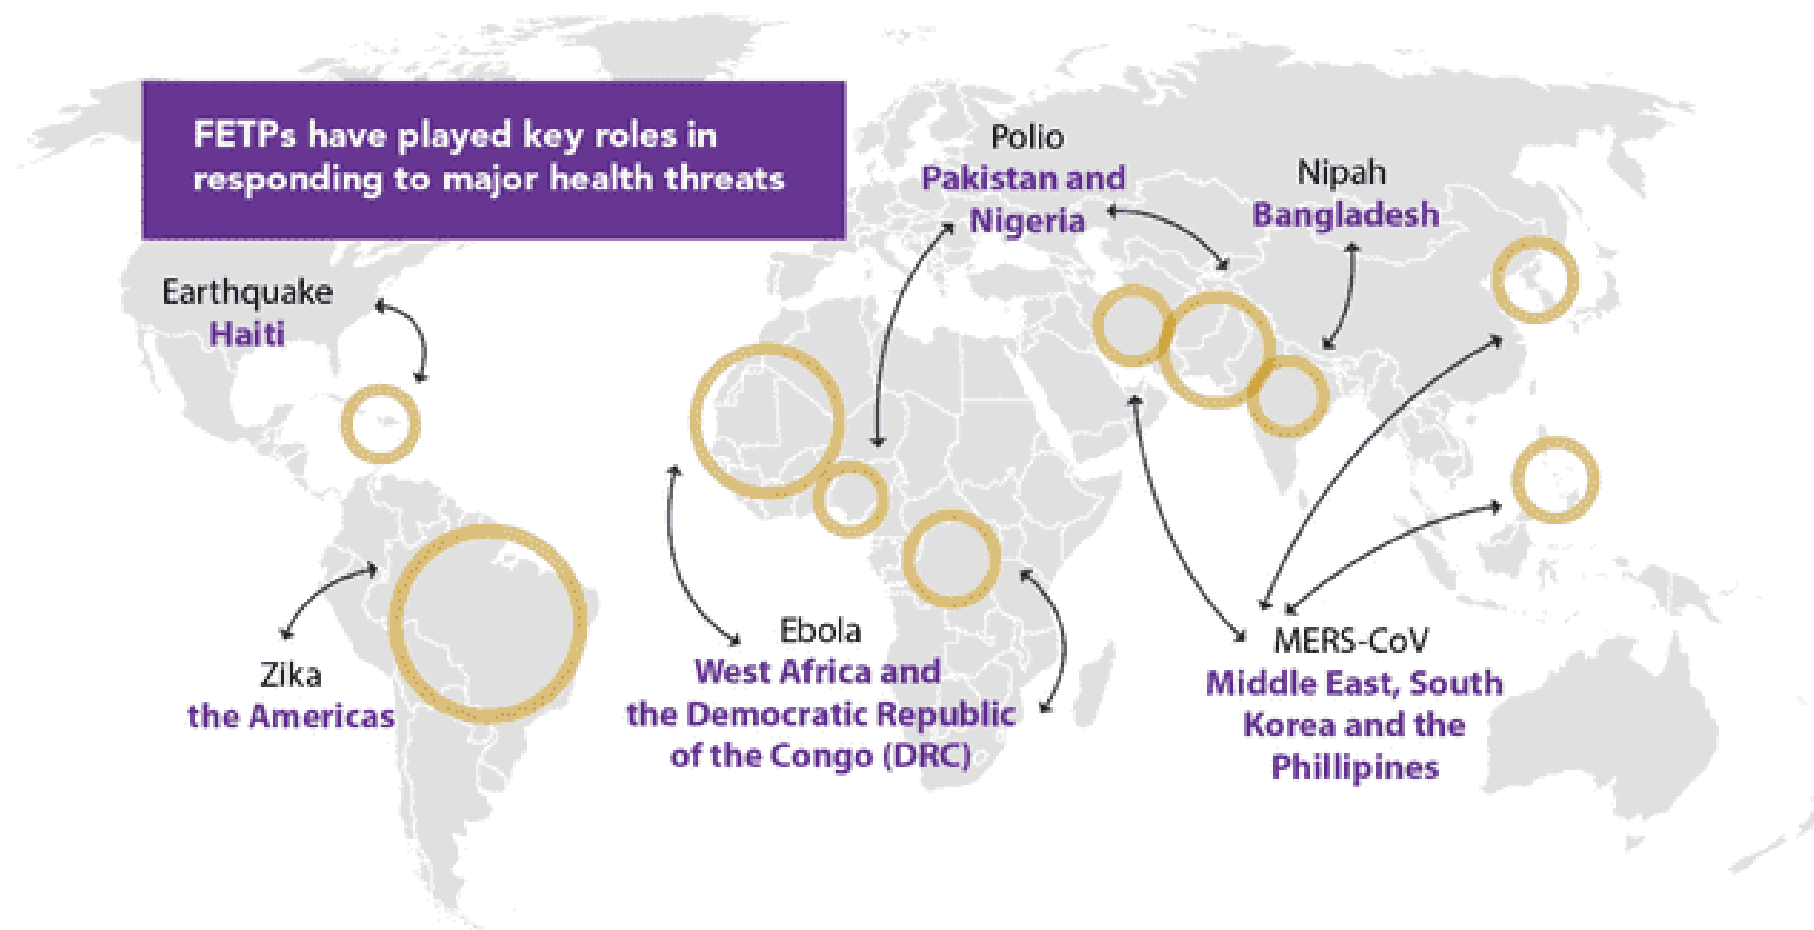 FETPs have played key roles in
responding to major health threats
Polio
Pakistan and
Nigeria
Nipah
Bangladesh
Earthquake
Haiti
Zika
the Americas
Ebola
West Africa and
the Democratic Republic
of the Congo (DRC)
MERS-CoV
Middle East, South
Korea and the
Phillipines